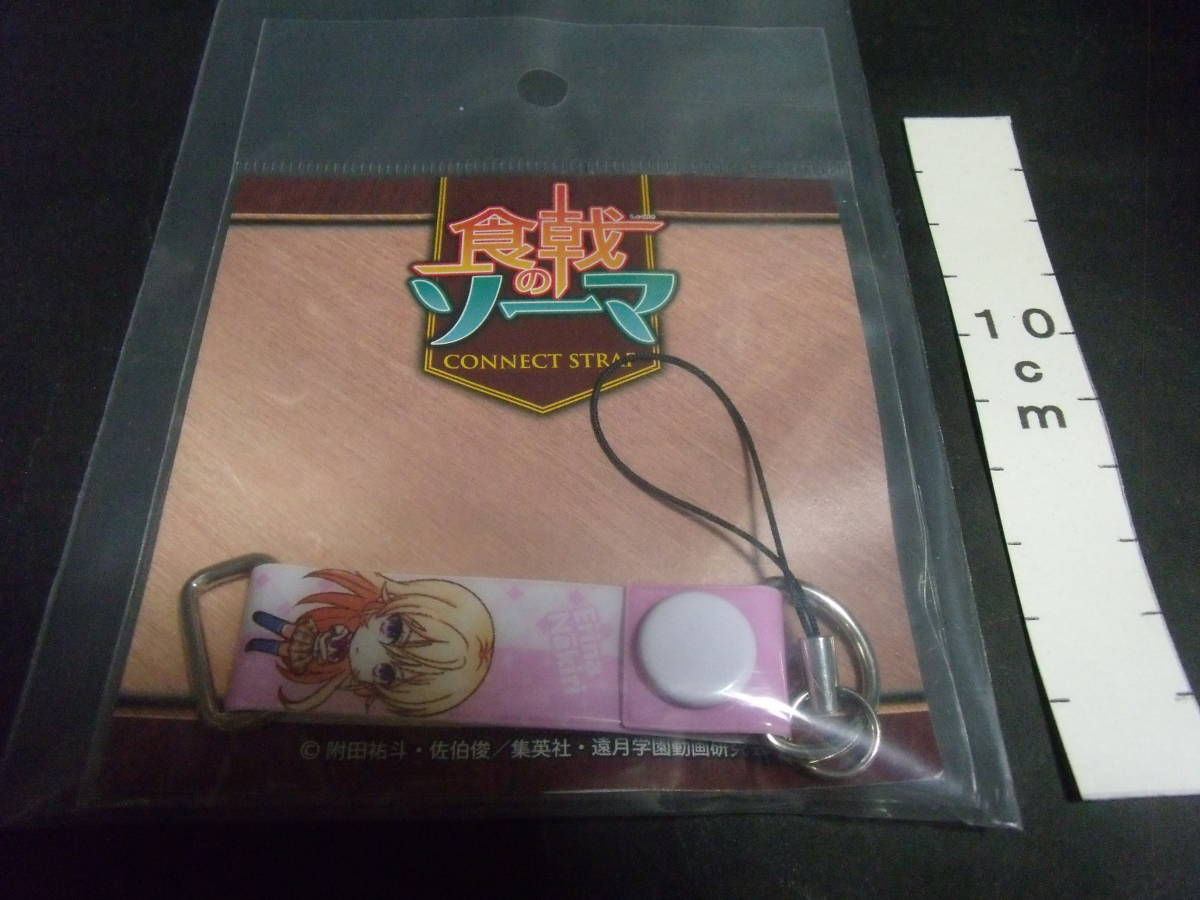 食戟の
ソーマ
CONNECT STRAP
10
cm
Erina
Nakiri
© 附田祐斗・佐伯俊／集英社・遠月学園動画研究